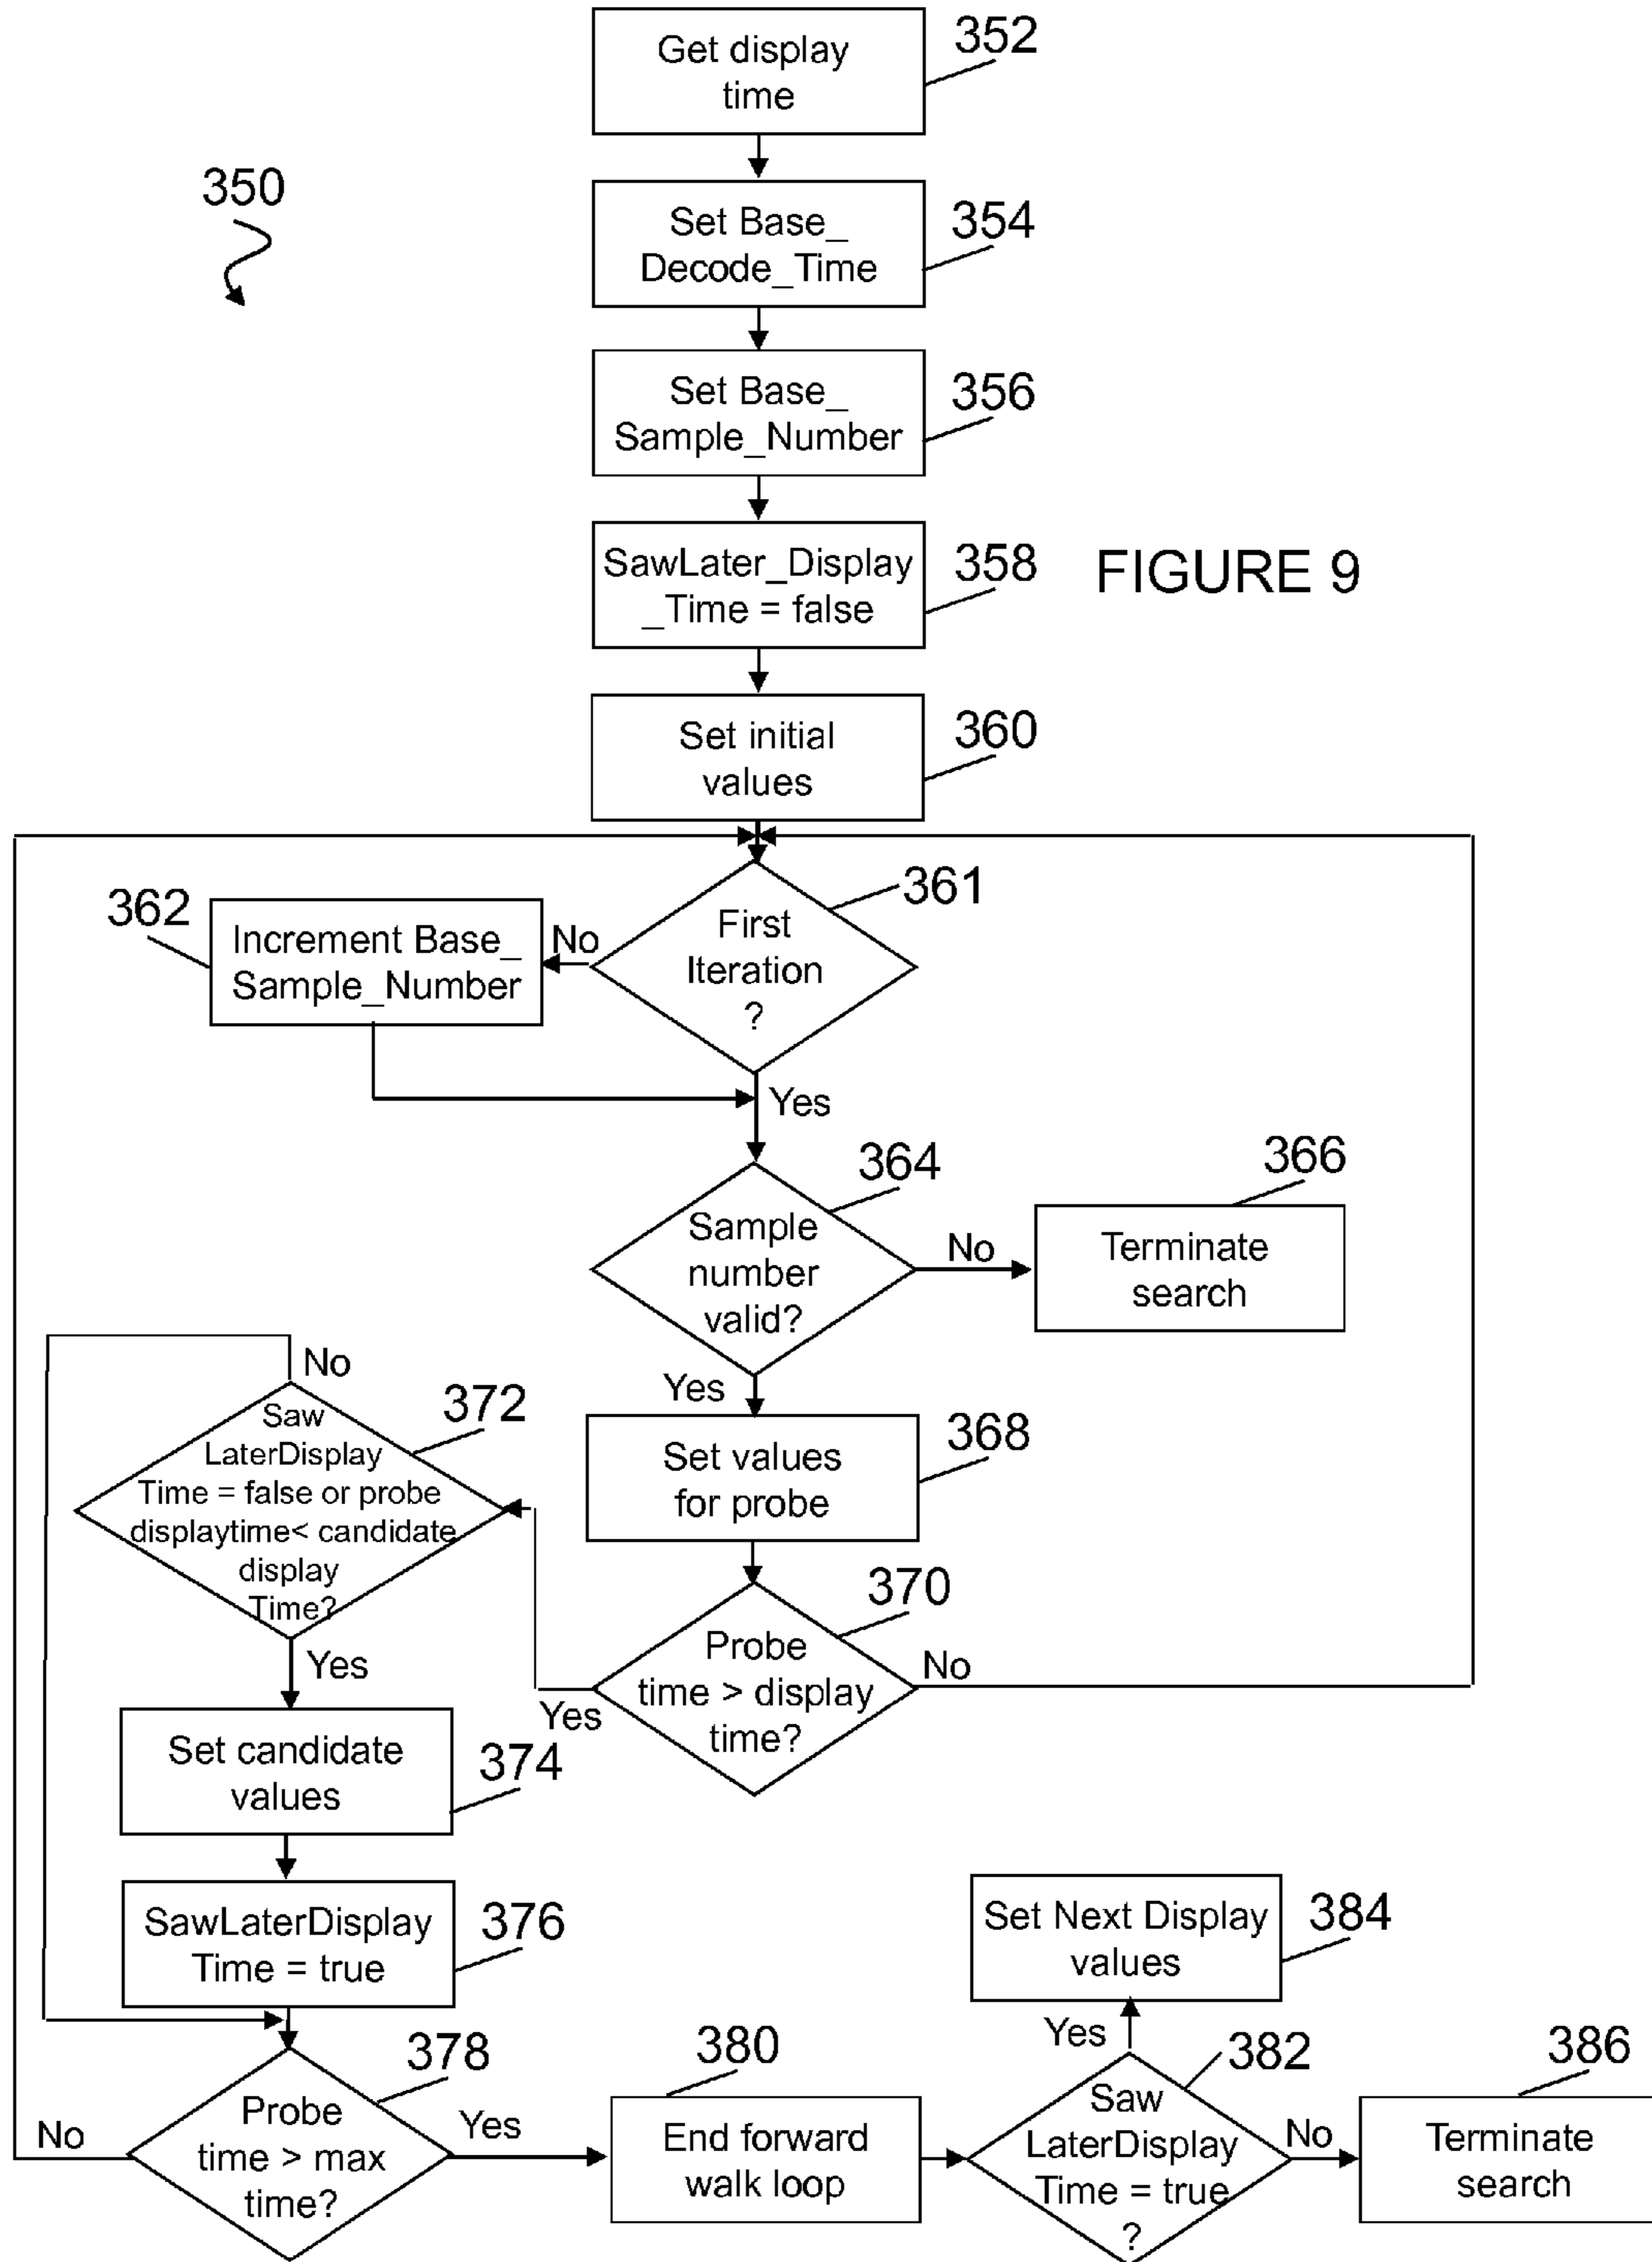 Get display
time
352
350
Set Base_
Decode_Time
354
Set Base_
Sample_Number
356
SawLater_Display
_Time = false
358
FIGURE 9
Set initial
values
360
361
362
Increment Base_
Sample_Number
No
First
Iteration
?
Yes
364
366
Sample
number
valid?
No
Terminate
search
No
Yes
372
Saw
LaterDisplay
Time = false or probe
displaytime< candidate
display
Time?
368
Set values
for probe
370
Yes
Probe
time > display
time?
No
Yes
Set candidate
values
374
SawLaterDisplay
Time = true
376
Set Next Display
values
384
Yes
378
380
382
386
Probe
time > max
time?
No
Yes
End forward
walk loop
Saw
LaterDisplay
Time = true
?
No
Terminate
search